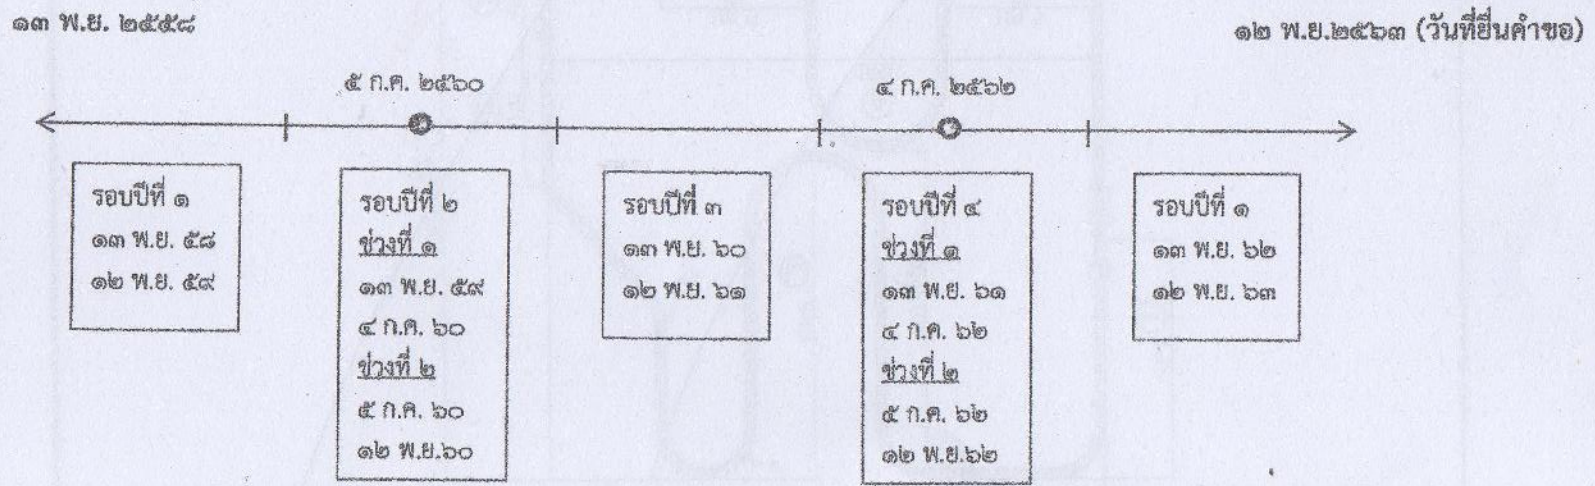 ๑๓ พ.ย. ๒๕๕๘
๑๒ พ.ย.๒๕๖๓ (วันที่ยื่นคำขอ)
๕ ก.ค. ๒๕๖๐
๔ ก.ค. ๒๕๖๒
รอบปีที่ ๑
๑๓ พ.ย. ๕๘
๑๒ พ.ย. ๕๙
รอบปีที่ ๒
ช่วงที่ ๑
๑๓ พ.ย. ๕๙
๔ ก.ค. ๖๐
ช่วงที่ ๒
๕ ก.ค. ๖๐
๑๒ พ.ย.๖๐
รอบปีที่ ๓
๑๓ พ.ย. ๖๐
๑๒ พ.ย. ๖๑
รอบปีที่ ๔
ช่วงที่ ๑
๑๓ พ.ย. ๖๑
๔ ก.ค. ๖๒
ช่วงที่ ๒
๕ ก.ค. ๖๒
๑๒ พ.ย.๖๒
รอบปีที่ ๑
๑๓ พ.ย. ๖๒
๑๒ พ.ย. ๖๓